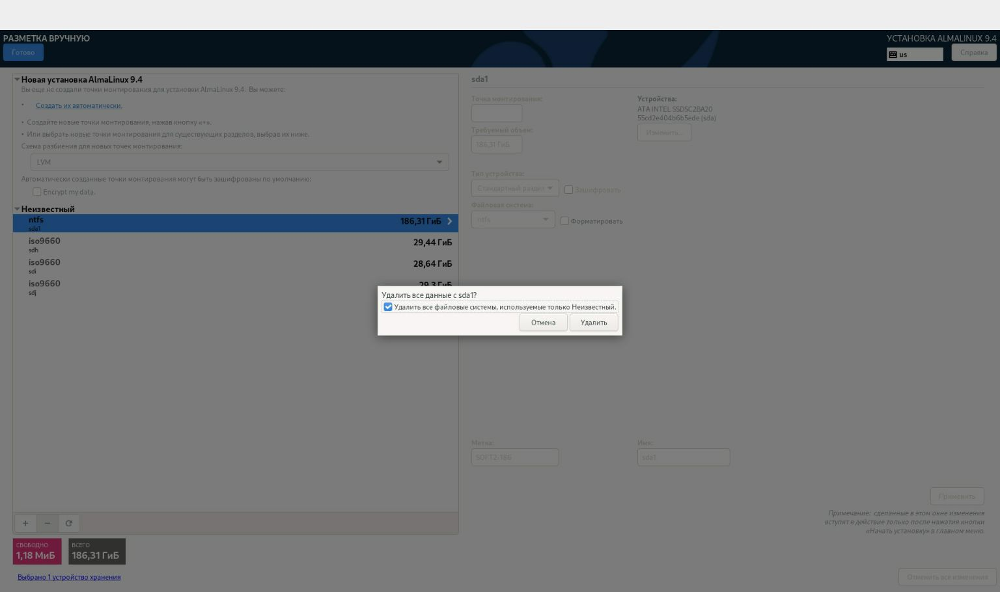 РАЗМЕТКА ВРУЧНУЮ
УСТАНОВКА ALMALINUX 9.4
Готово
us
Справка
Новая установка AlmaLinux 9.4
Вы еще не создали точки монтирования для установки AlmaLinux 9.4. Вы можете:
• Создать их автоматически.
• Создайте новые точки монтирования, нажав кнопку «+».
• Или выбрать новые точки монтирования для существующих разделов, выбрав их ниже.
Схема разбиения для новых точек монтирования:
LVM
Автоматически созданные точки монтирования могут быть зашифрованы по умолчанию:
Encrypt my data.
Неизвестный
ntfs
186,31 ГиБ
sda1
iso9660
29,44 ГиБ
sdh
iso9660
28,64 ГиБ
sdi
iso9660
29,3 ГиБ
sdj
sda1
Точка монтирования:
Устройства:
ATA INTEL SSDSC2BA20
55cd2e404b6b5ede (sda)
Требуемый объем:
Изменить...
186,31 ГиБ
Тип устройства:
Стандартный раздел
Зашифровать
Файловая система:
ntfs
Форматировать
Удалить все данные с sda1?
Удалить все файловые системы, используемые только Неизвестный.
Отмена
Удалить
Метка:
Имя:
SOFT2-186
sda1
Применить
Примечание: сделанные в этом окне изменения
вступят в действие только после нажатия кнопки
«Начать установку» в главном меню.
+
−
СВОБОДНО
1,18 МиБ
ВСЕГО
186,31 ГиБ
Выбрано 1 устройство хранения
Отменить все изменения